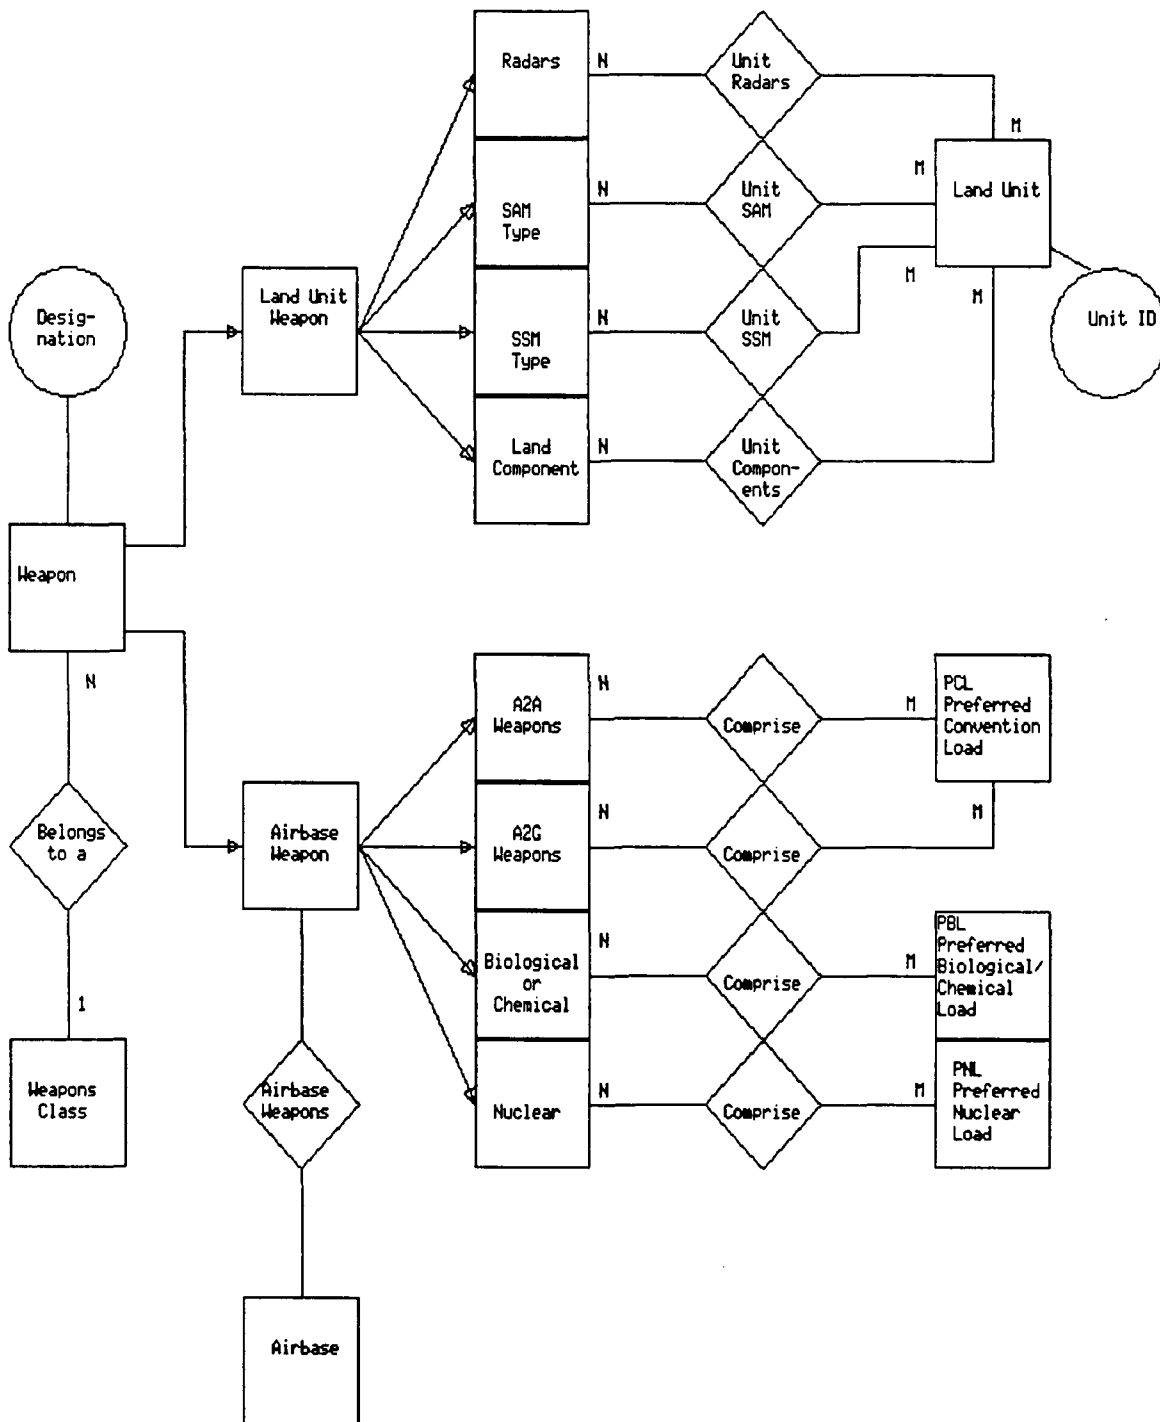 Radars
N
Unit
Radars
M
SAM
Type
N
Unit
SAM
M
Land Unit
SSM
Type
N
Unit
SSM
M
Land
Component
N
Unit
Compon-
ents
M
Unit ID
Desig-
nation
Land Unit
Weapon
Weapon
N
Belongs
to a
1
Weapons
Class
Airbase
Weapon
Airbase
Weapons
Airbase
A2A
Weapons
N
Comprise
M
PCL
Preferred
Convention
Load
A2G
Weapons
N
Comprise
M
Biological
or
Chemical
N
Comprise
M
PBL
Preferred
Biological/
Chemical
Load
Nuclear
N
Comprise
M
PNL
Preferred
Nuclear
Load